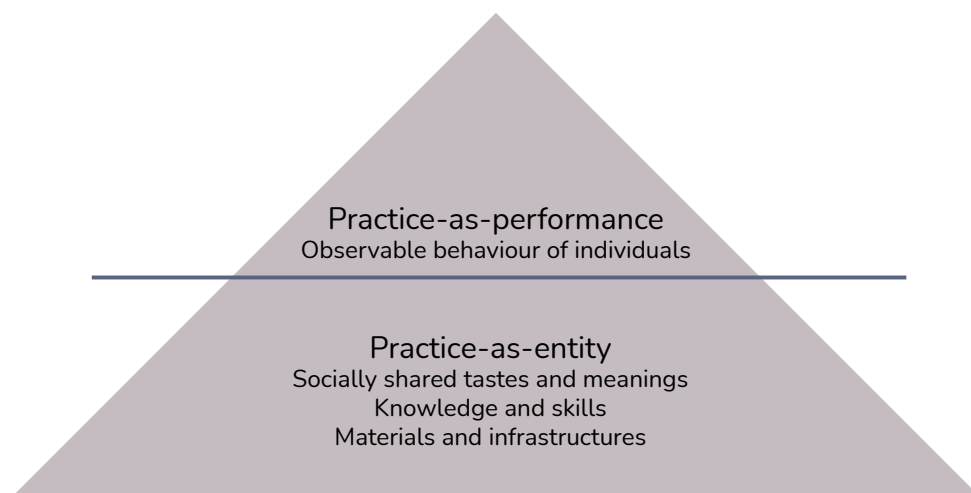 Practice-as-performance
Observable behaviour of individuals
Practice-as-entity
Socially shared tastes and meanings
Knowledge and skills
Materials and infrastructures